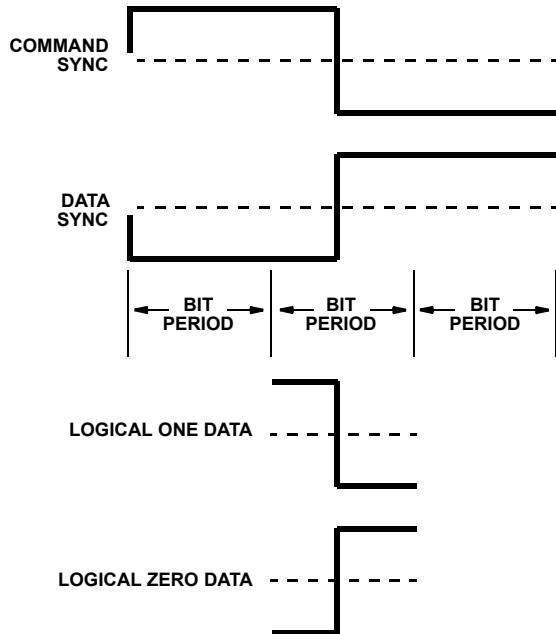 COMMAND
SYNC
DATA
SYNC
BIT
PERIOD
BIT
PERIOD
BIT
PERIOD
LOGICAL ONE DATA
LOGICAL ZERO DATA